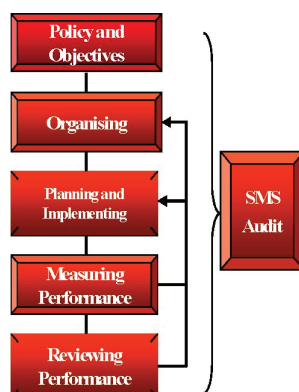 Policy and
Objectives
Organising
Planning and
Implementing
Measuring
Performance
Reviewing
Performance
SMS
Audit